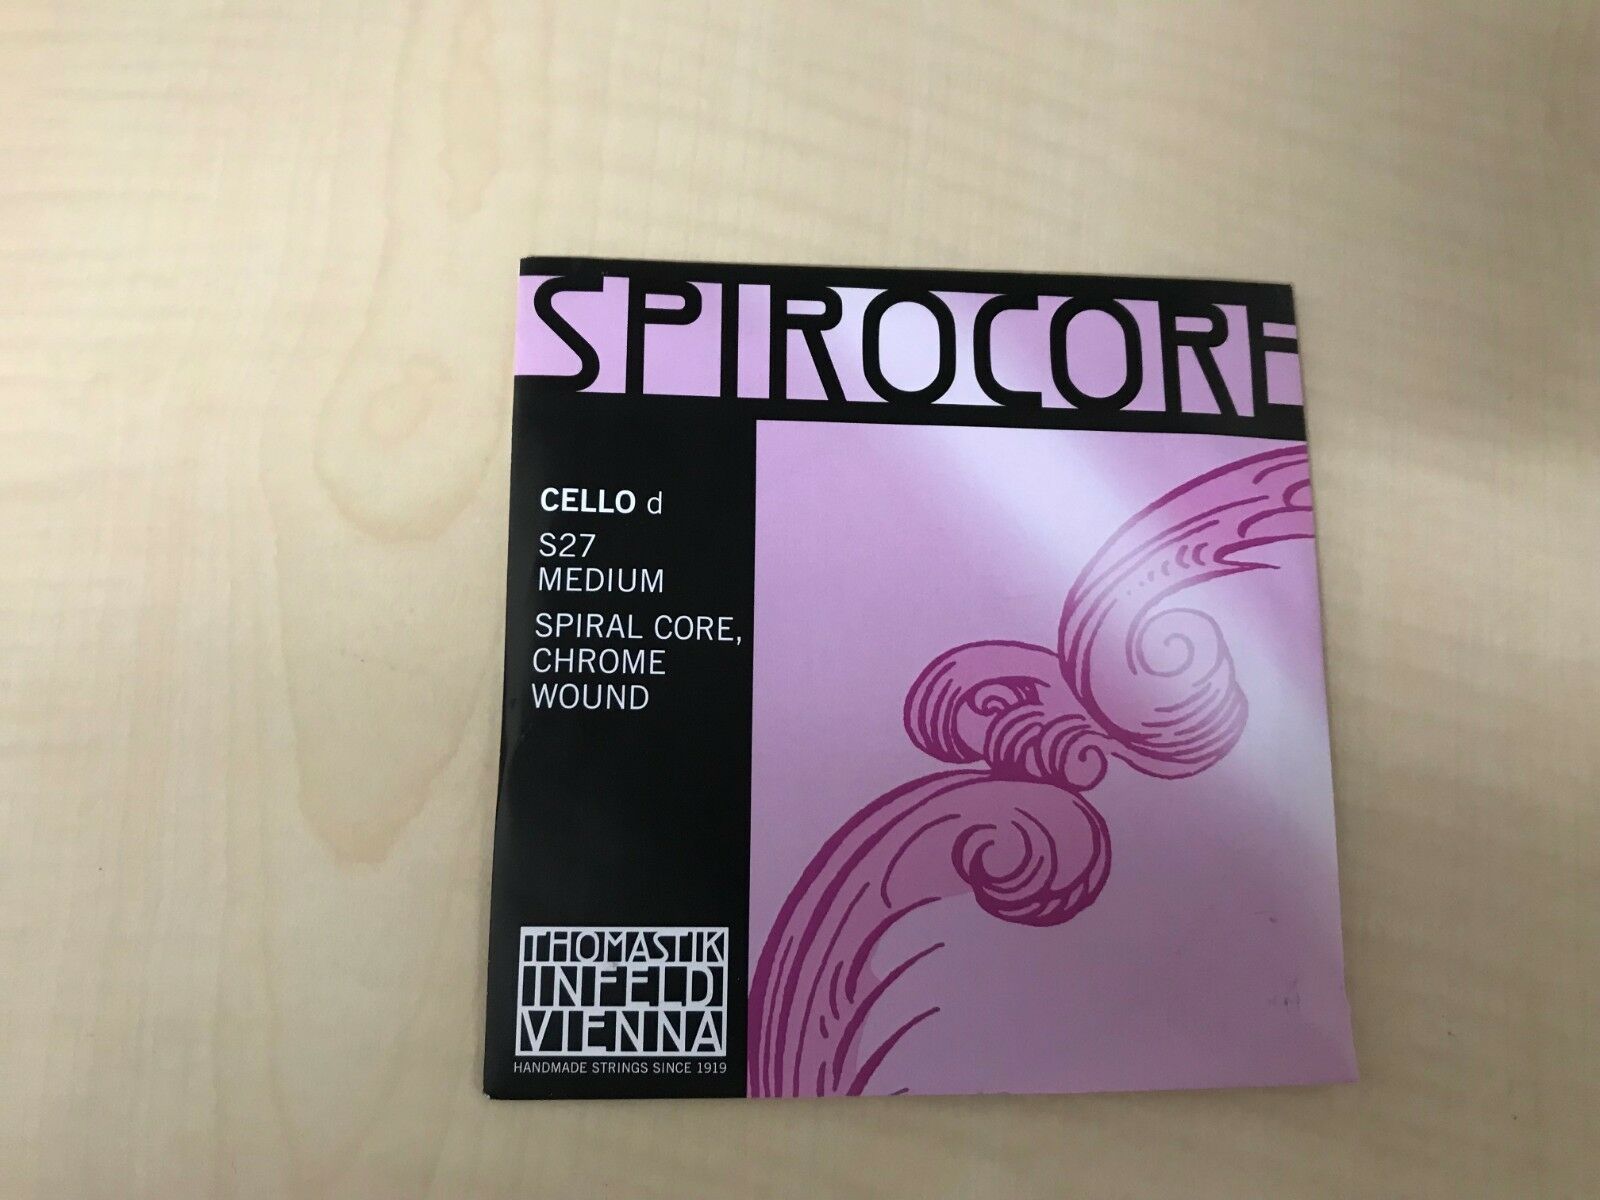 SPIROCORE
CELLO d
S27
MEDIUM
SPIRAL CORE,
CHROME
WOUND
THOMASTIK
INFELD
VIENNA
HANDMADE STRINGS SINCE 1919